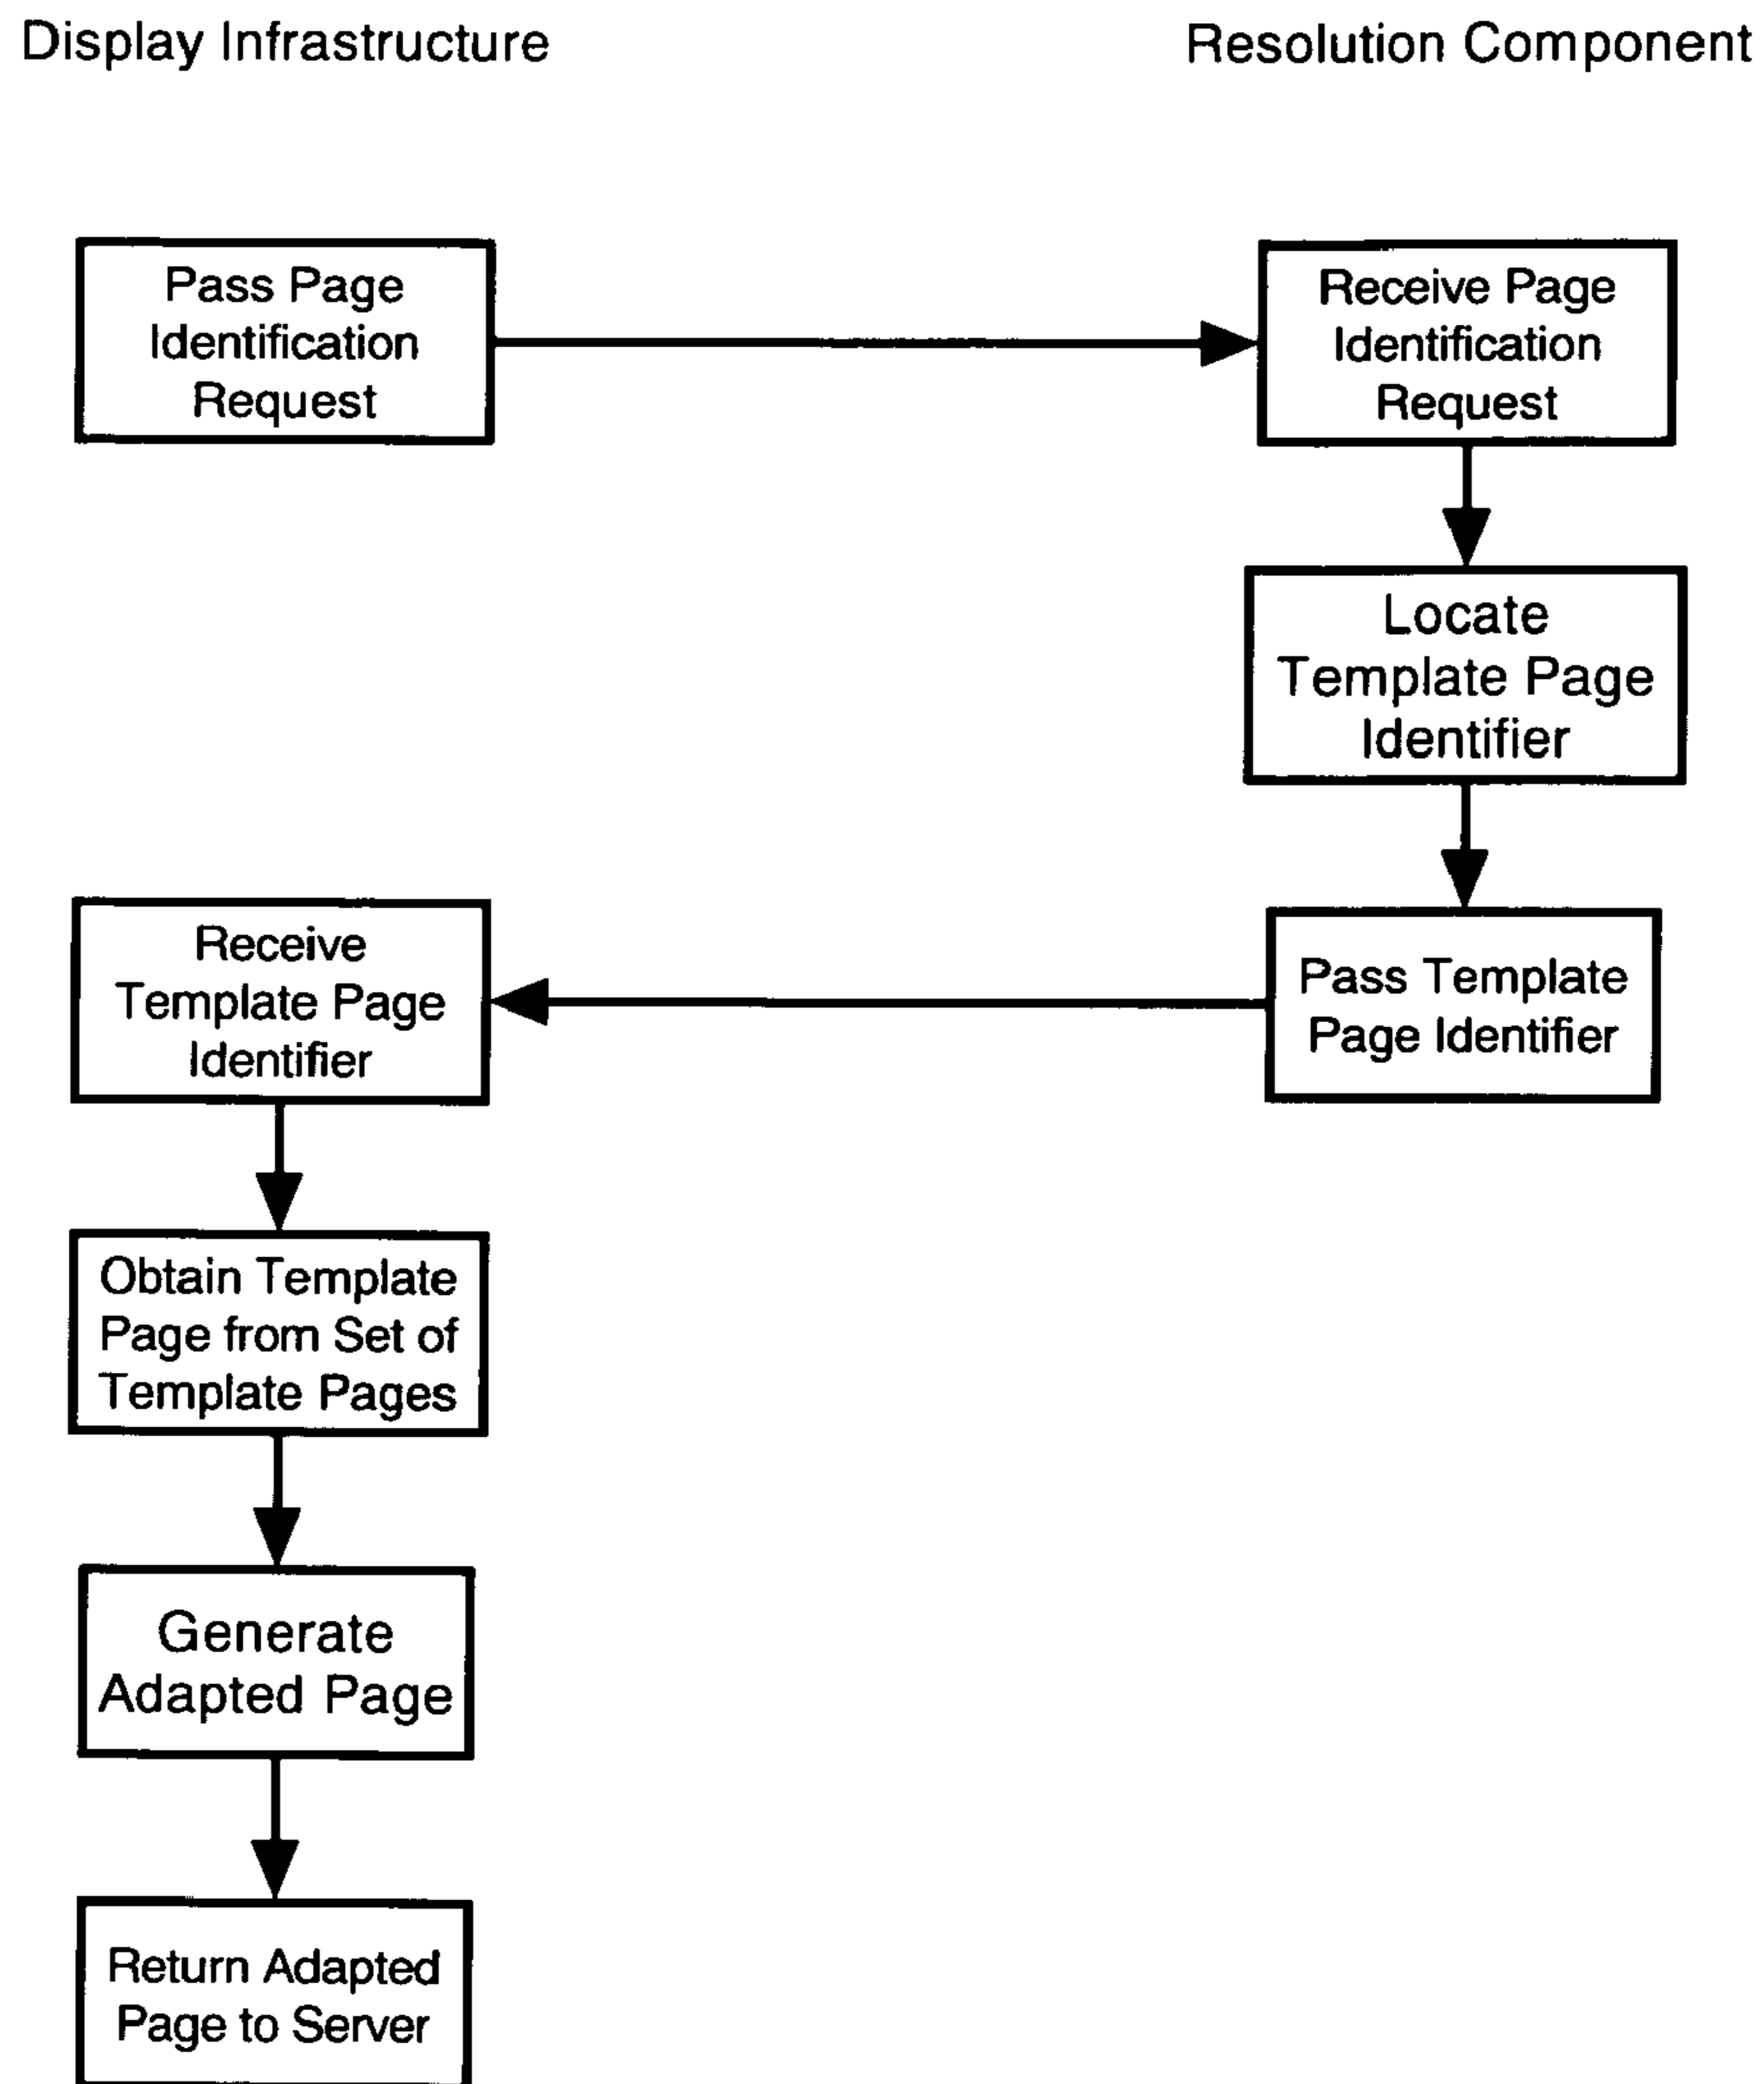 Display Infrastructure
Resolution Component
Pass Page
Identification
Request
Receive Page
Identification
Request
Locate
Template Page
Identifier
Pass Template
Page Identifier
Receive
Template Page
Identifier
Obtain Template
Page from Set of
Template Pages
Generate
Adapted Page
Return Adapted
Page to Server